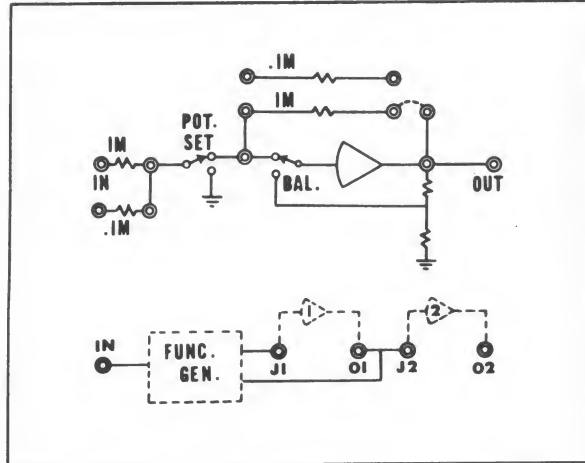 .1M
1M
POT.
SET
1M
IN
.1M
BAL.
OUT
1
2
IN
FUNC.
GEN.
J1
O1
J2
O2